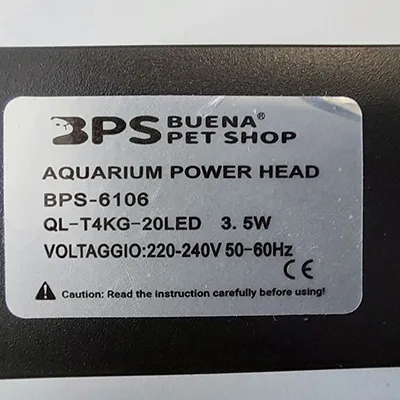 BPS BUENA®
PET SHOP
AQUARIUM POWER HEAD
BPS-6106
QL-T4KG-20LED 3.5W
VOLTAGGIO:220-240V 50-60Hz
CE
Caution: Read the instruction carefully before using!